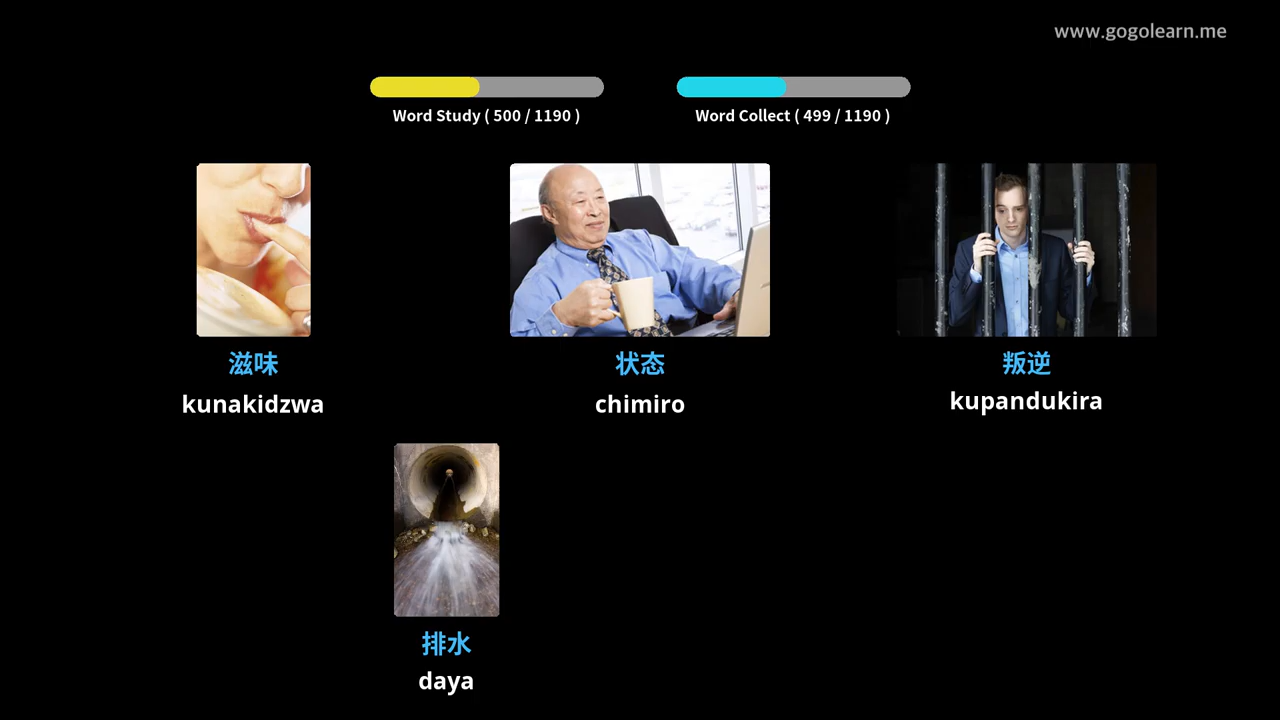 www.gogolearn.me
Word Study ( 500 / 1190 )
Word Collect ( 499 / 1190 )
滋味
kunakidzwa
状态
chimiro
叛逆
kupandukira
排水
daya